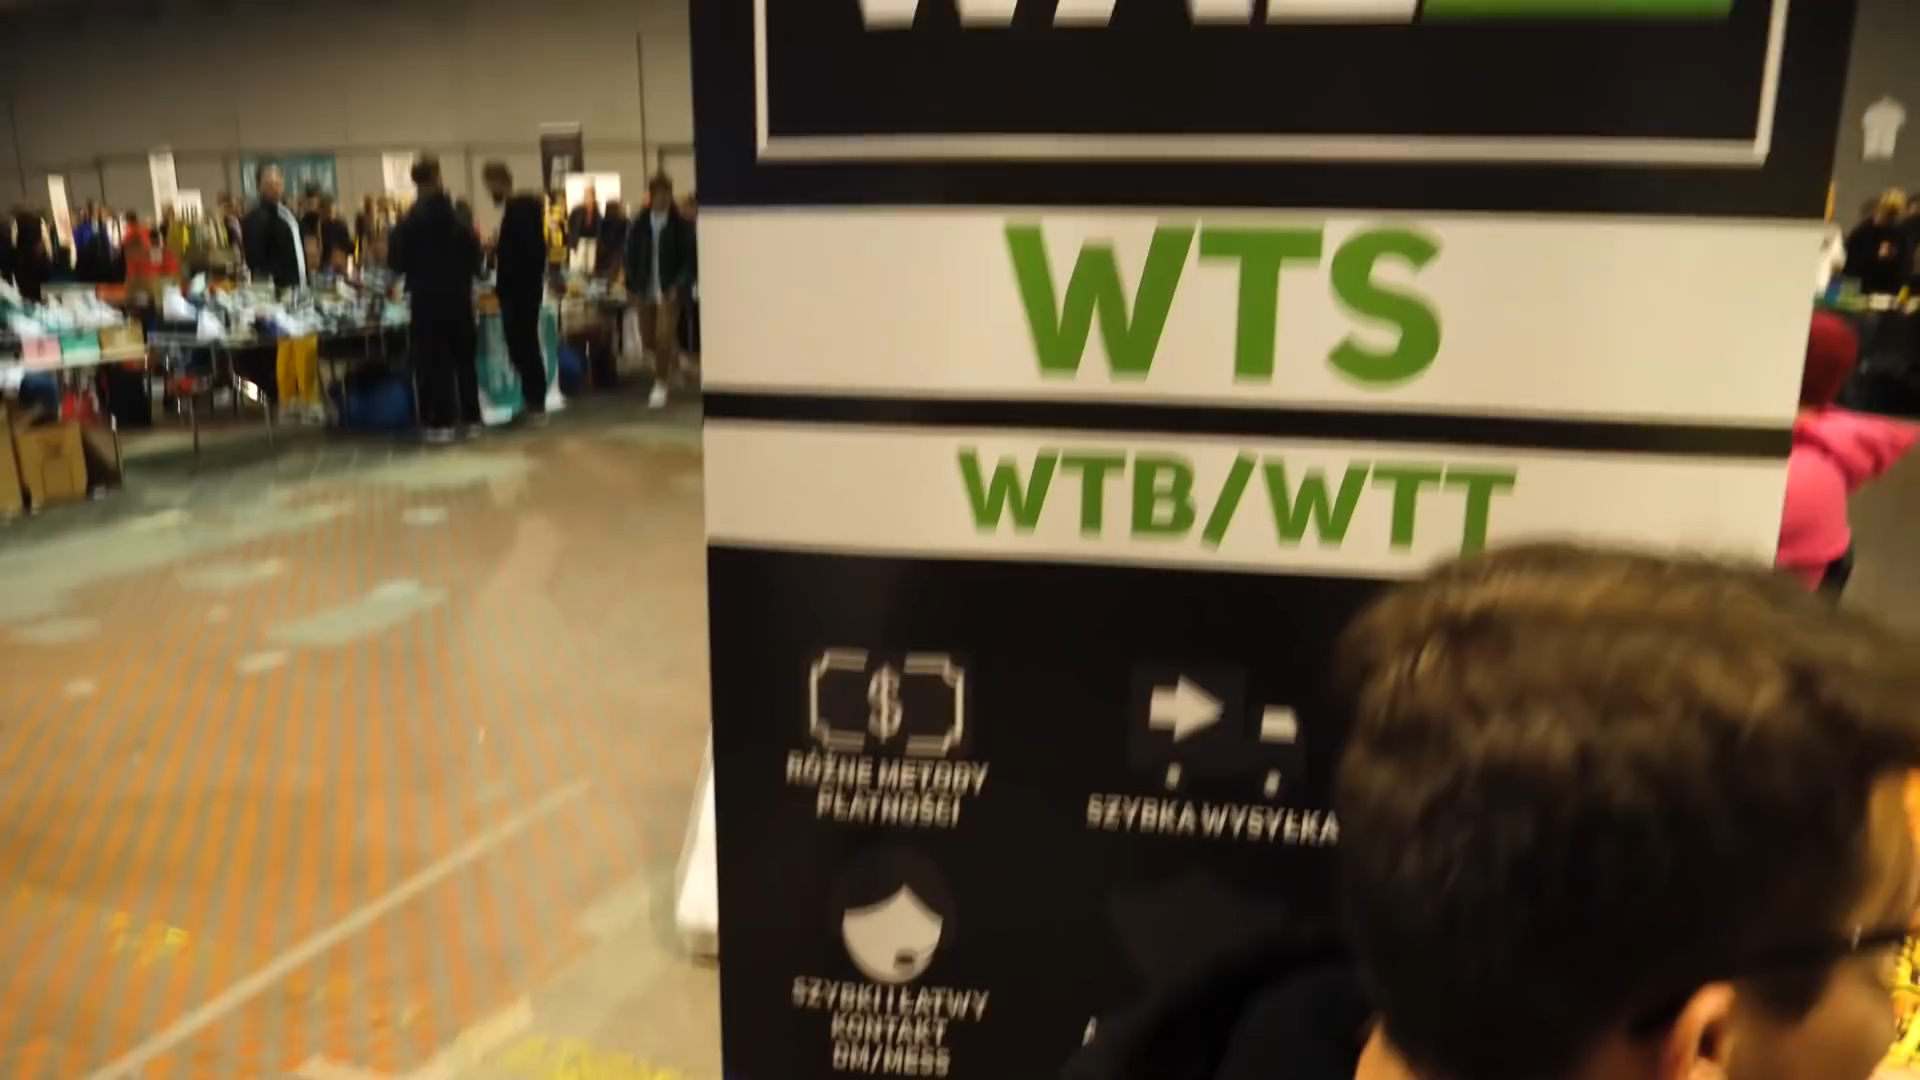 WTS
WTB/WTT
$
RÓŻNE METODY
PŁATNOŚCI
SZYBKA WYSYŁKA
SZYBKI I ŁATWY
KONTAKT
DM/MESS